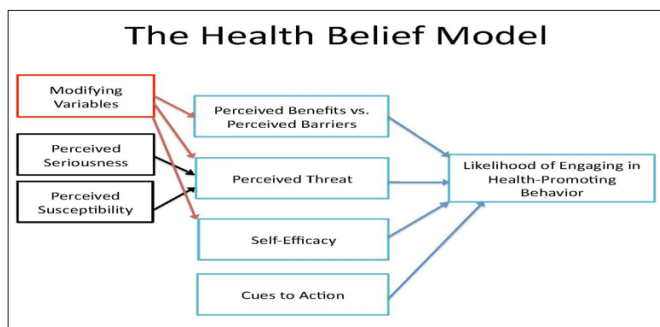 The Health Belief Model
Modifying
Variables
Perceived
Seriousness
Perceived
Susceptibility
Perceived Benefits vs.
Perceived Barriers
Perceived Threat
Self-Efficacy
Cues to Action
Likelihood of Engaging in
Health-Promoting
Behavior